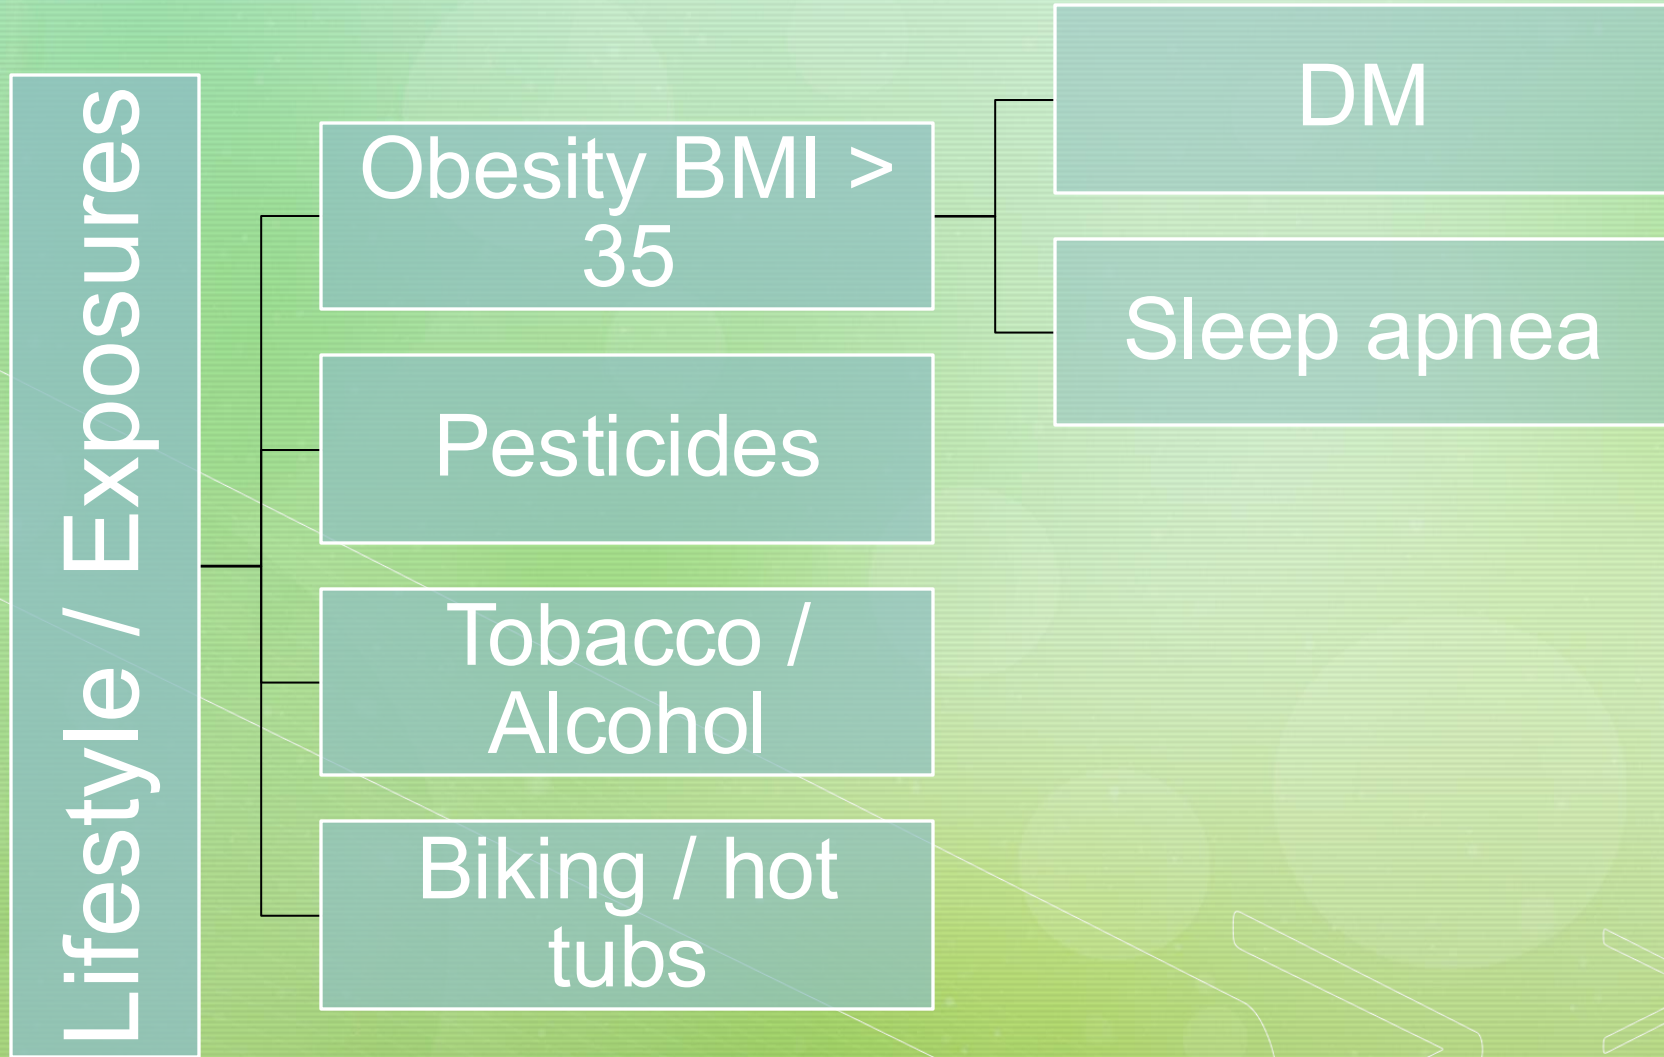 Lifestyle / Exposures
Obesity BMI >
35
DM
Sleep apnea
Pesticides
Tobacco /
Alcohol
Biking / hot
tubs